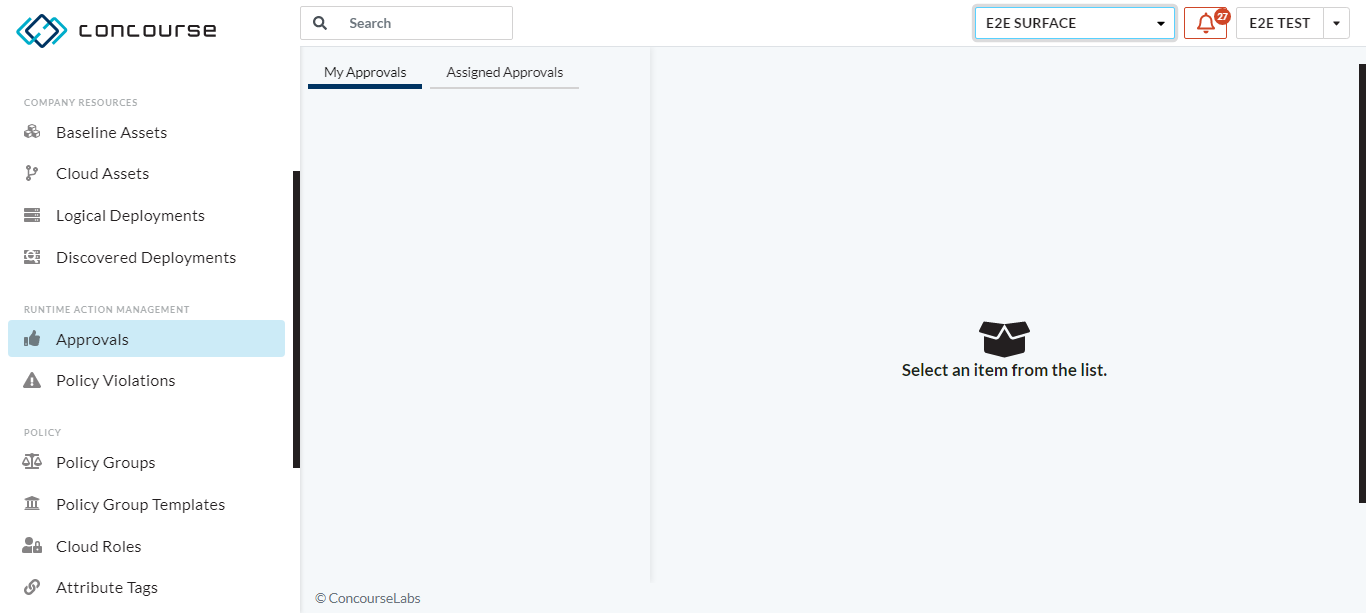 concourse
Search
E2E SURFACE
27
E2E TEST
COMPANY RESOURCES
Baseline Assets
Cloud Assets
Logical Deployments
Discovered Deployments
RUNTIME ACTION MANAGEMENT
Approvals
Policy Violations
POLICY
Policy Groups
Policy Group Templates
Cloud Roles
Attribute Tags
My Approvals
Assigned Approvals
Select an item from the list.
© ConcourseLabs